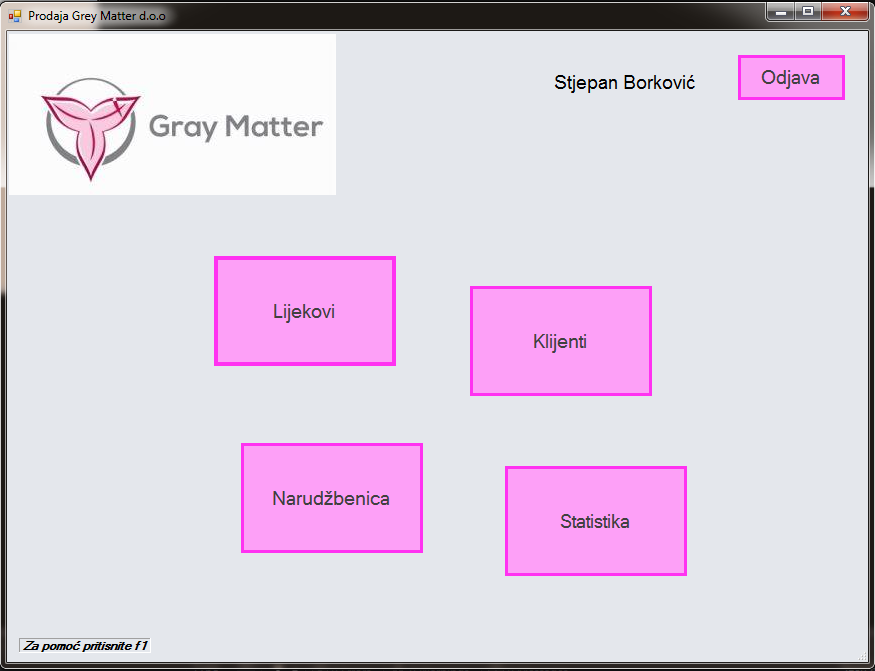 Prodaja Grey Matter d.o.o
Gray Matter
Stjepan Borković
Odjava
Lijekovi
Klijenti
Narudžbenica
Statistika
Za pomoć pritisnite f1